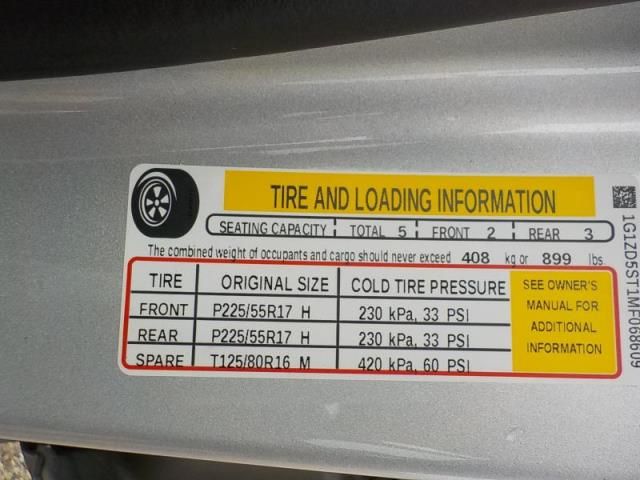 TIRE AND LOADING INFORMATION
SEATING CAPACITY TOTAL 5 FRONT 2 REAR 3
The combined weight of occupants and cargo should never exceed 408 kg or 899 lbs.
TIRE ORIGINAL SIZE COLD TIRE PRESSURE
FRONT P225/55R17 H 230 kPa, 33 PSI
REAR P225/55R17 H 230 kPa, 33 PSI
SPARE T125/80R16 M 420 kPa, 60 PSI
SEE OWNER'S
MANUAL FOR
ADDITIONAL
INFORMATION
1G1ZD5ST1MF068609